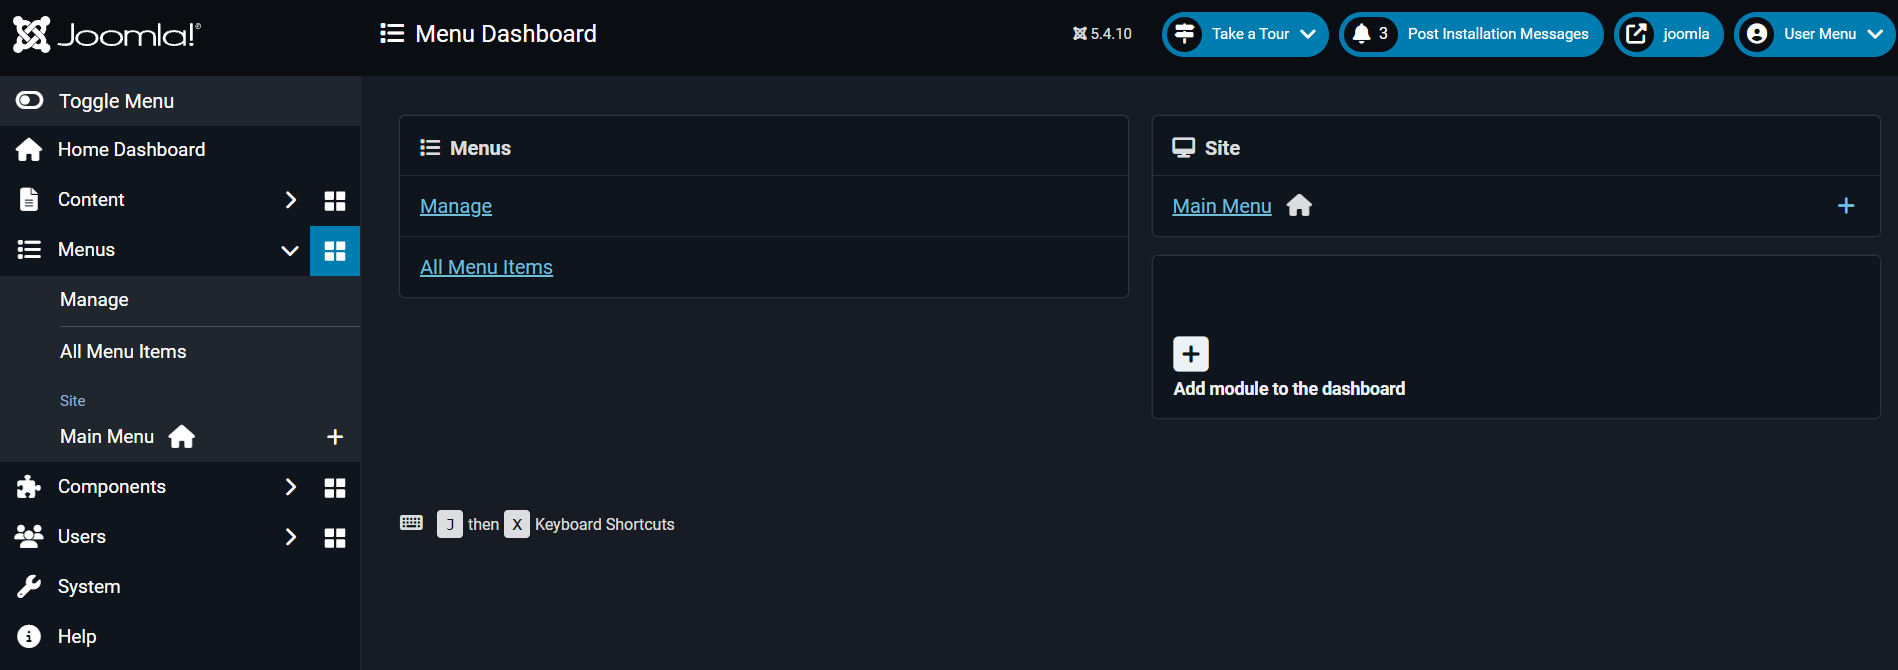 Joomla!®
Menu Dashboard
5.4.10
Take a Tour
3
Post Installation Messages
joomla
User Menu
Toggle Menu
Home Dashboard
Content
Menus
Manage
All Menu Items
Site
Main Menu
Components
Users
System
Help
Menus
Manage
All Menu Items
Site
Main Menu
Add module to the dashboard
J then X Keyboard Shortcuts